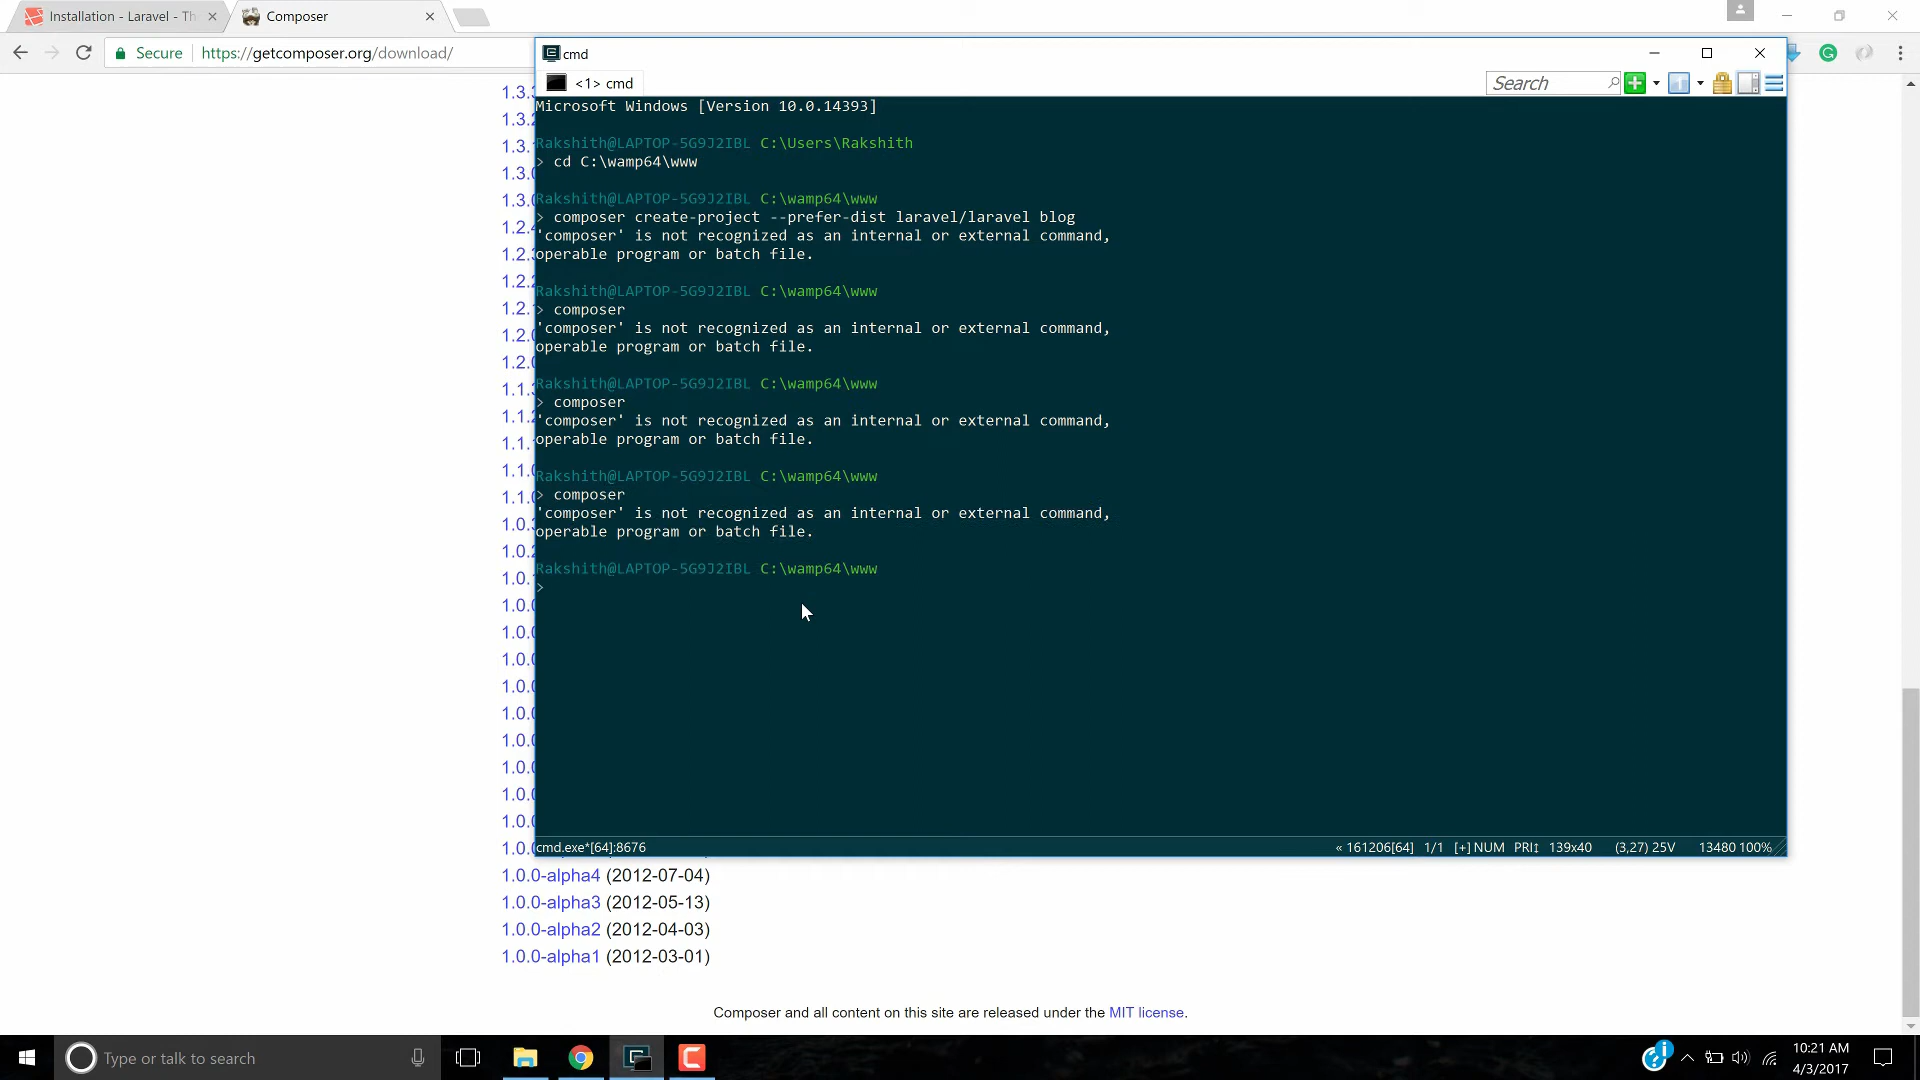 Installation - Laravel - Th
Composer
Secure
https://getcomposer.org/download/
cmd
<1> cmd
Search
Microsoft Windows [Version 10.0.14393]
Rakshith@LAPTOP-5G9J2IBL C:\Users\Rakshith
> cd C:\wamp64\www
Rakshith@LAPTOP-5G9J2IBL C:\wamp64\www
> composer create-project --prefer-dist laravel/laravel blog
'composer' is not recognized as an internal or external command,
operable program or batch file.
Rakshith@LAPTOP-5G9J2IBL C:\wamp64\www
> composer
'composer' is not recognized as an internal or external command,
operable program or batch file.
Rakshith@LAPTOP-5G9J2IBL C:\wamp64\www
> composer
'composer' is not recognized as an internal or external command,
operable program or batch file.
Rakshith@LAPTOP-5G9J2IBL C:\wamp64\www
> composer
'composer' is not recognized as an internal or external command,
operable program or batch file.
Rakshith@LAPTOP-5G9J2IBL C:\wamp64\www
>
cmd.exe*[64]:8676
« 161206[64] 1/1 [+] NUM PRI↕ 139x40 (3,27) 25V 13480 100%
1.0.0-alpha4 (2012-07-04)
1.0.0-alpha3 (2012-05-13)
1.0.0-alpha2 (2012-04-03)
1.0.0-alpha1 (2012-03-01)
Composer and all content on this site are released under the MIT license.
Type or talk to search
10:21 AM
4/3/2017